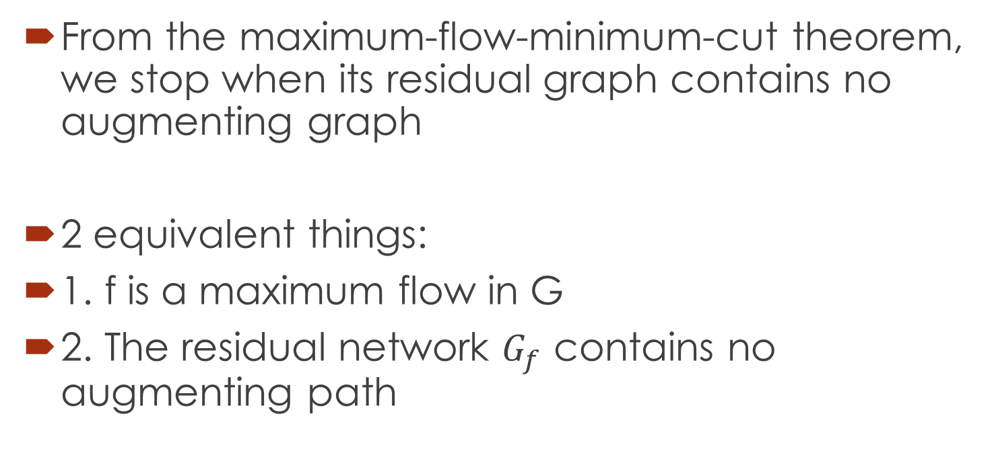 From the maximum-flow-minimum-cut theorem,
we stop when its residual graph contains no
augmenting graph
2 equivalent things:
1. f is a maximum flow in G
2. The residual network G_f contains no
augmenting path